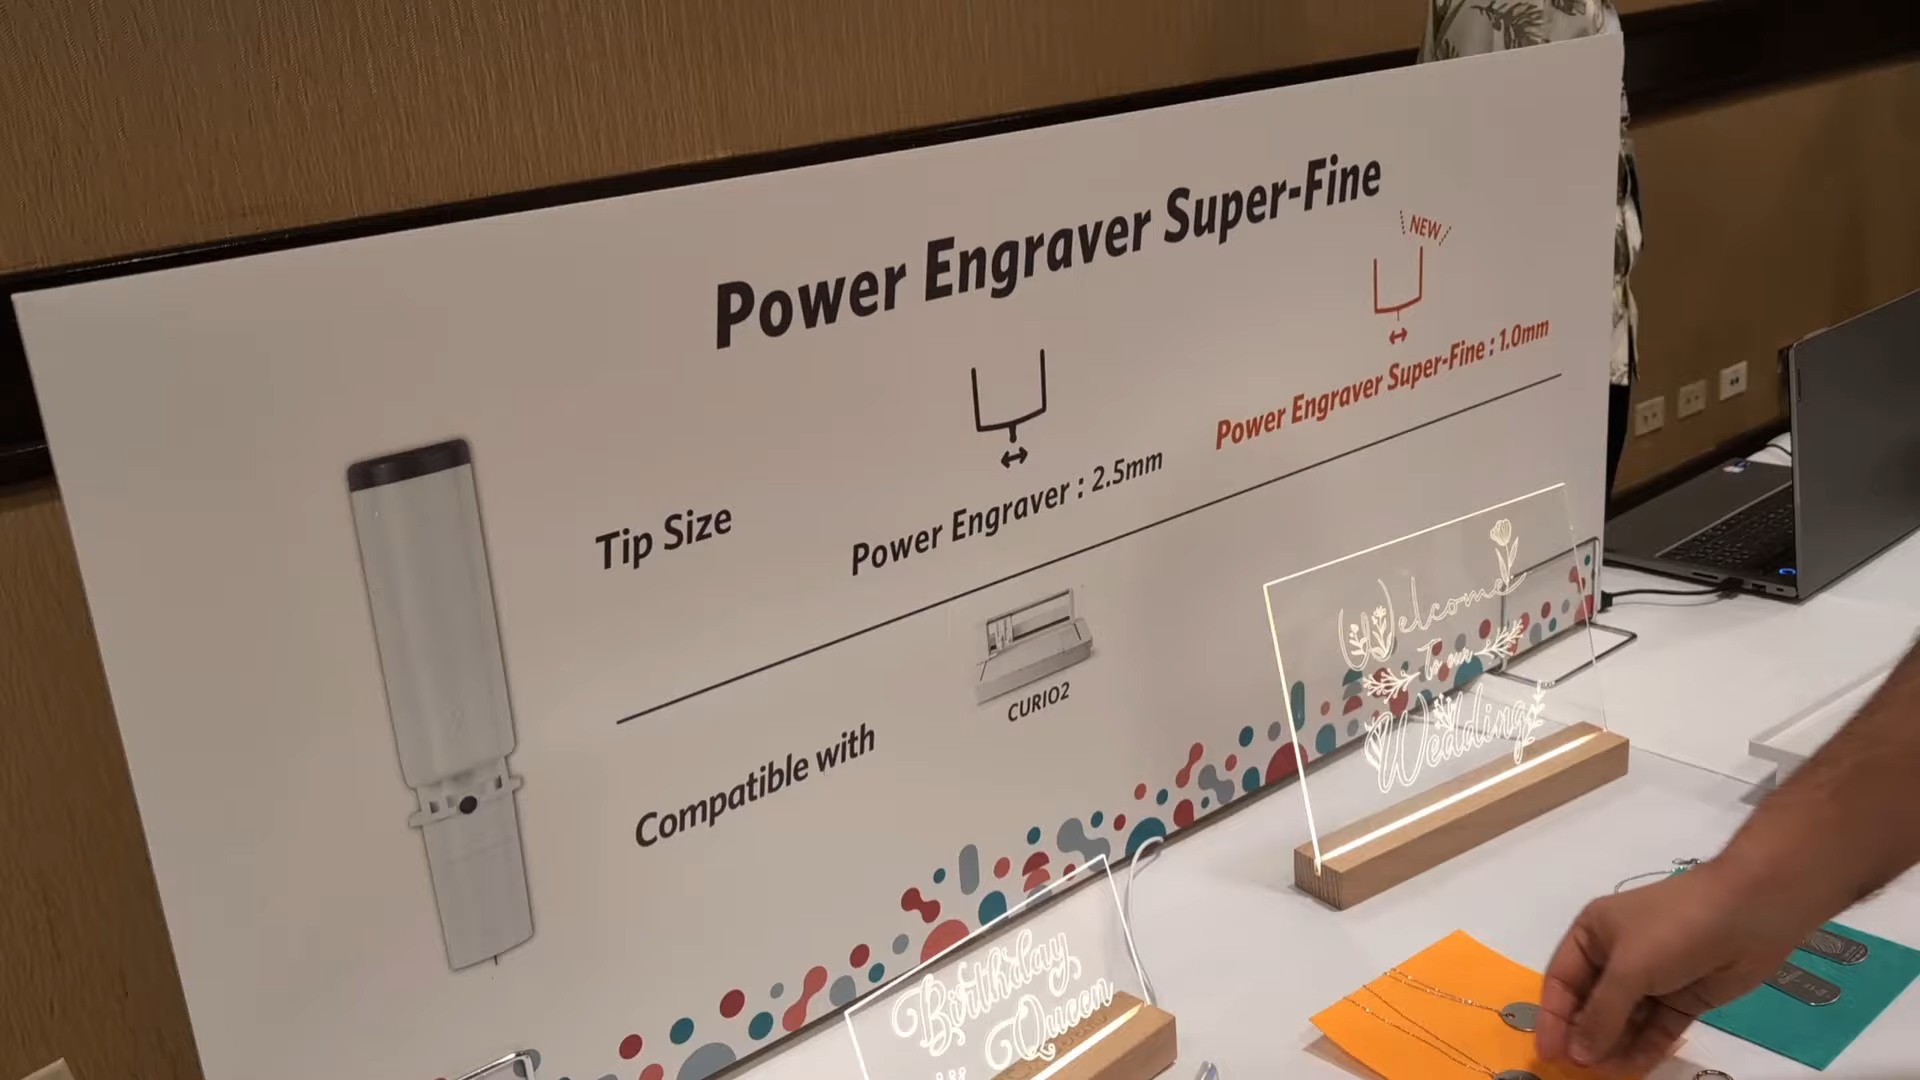 Power Engraver Super-Fine
NEW
Tip Size
Power Engraver : 2.5mm
Power Engraver Super-Fine : 1.0mm
Compatible with
CURIO2
Welcome
To our
Wedding
Birthday
Queen